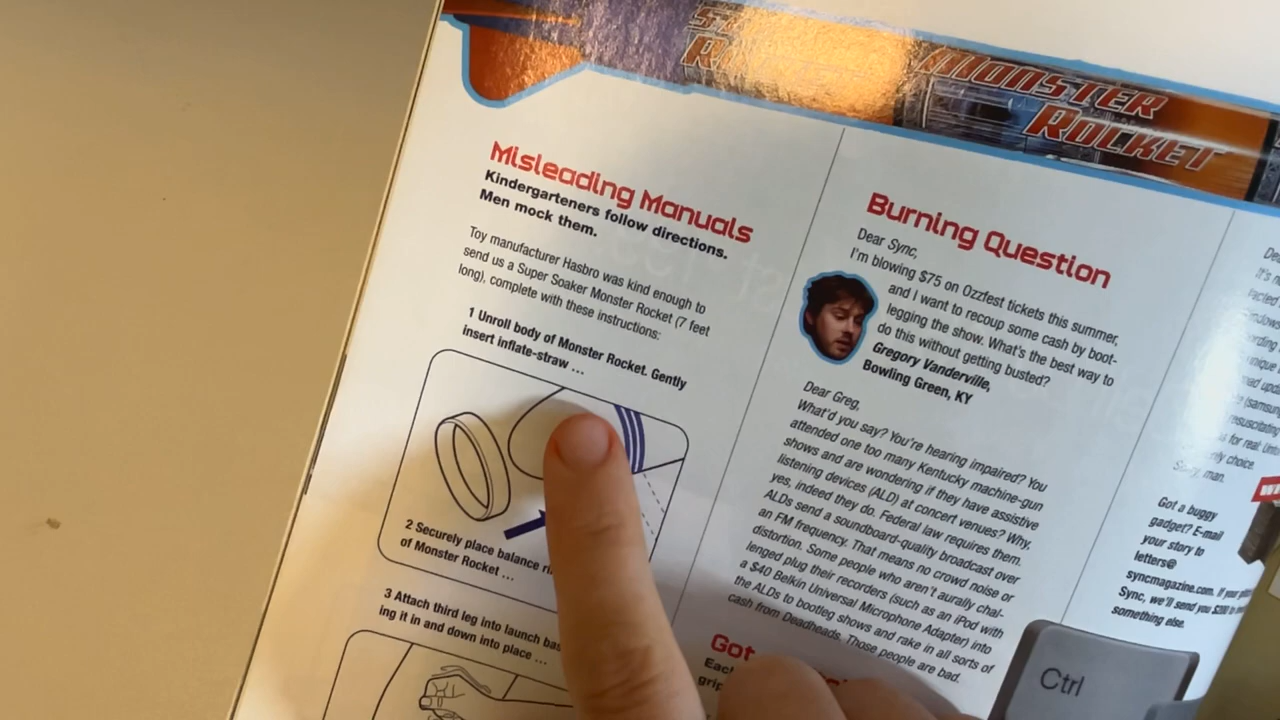 MONSTER
ROCKET
Misleading Manuals
Kindergarteners follow directions.
Men mock them.
Toy manufacturer Hasbro was kind enough to
send us a Super Soaker Monster Rocket (7 feet
long), complete with these instructions:
1 Unroll body of Monster Rocket. Gently
insert inflate-straw ...
2 Securely place balance
of Monster Rocket ...
3 Attach third leg into launch
ing it in and down into place ...
Burning Question
Dear Sync,
I'm blowing $75 on Ozzfest tickets this summer,
and I want to recoup some cash by boot-
legging the show. What's the best way to
do this without getting busted?
Gregory Vanderville,
Bowling Green, KY
Dear Greg,
What'd you say? You're hearing impaired? You
attended one too many Kentucky machine-gun
shows and are wondering if they have assistive
listening devices (ALD) at concert venues? Why,
yes, indeed they do. Federal law requires them.
ALDs send a soundboard-quality broadcast over
an FM frequency. That means no crowd noise or
distortion. Some people who aren't aurally chal-
lenged plug their recorders (such as an iPod with
a $40 Belkin Universal Microphone Adapter) into
the ALDs to bootleg shows and rake in all sorts of
cash from Deadheads. Those people are bad.
Got
Ctrl
is for real:
only choice.
Sorry, man.
Got a buggy
gadget? E-mail
your story to
letters@
syncmagazine.com. If your
Sync, we'll send you $200
something else.